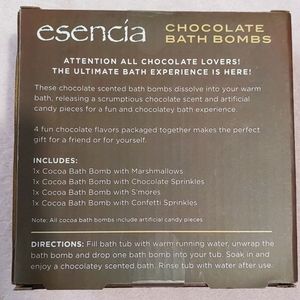 esencia
CHOCOLATE
BATH BOMBS
ATTENTION ALL CHOCOLATE LOVERS!
THE ULTIMATE BATH EXPERIENCE IS HERE!
These chocolate scented bath bombs dissolve into your warm
bath, releasing a scrumptious chocolate scent and artificial
candy pieces for a fun and chocolatey bath experience.
4 fun chocolate flavors packaged together makes the perfect
gift for a friend or for yourself.
INCLUDES:
1x Cocoa Bath Bomb with Marshmallows
1x Cocoa Bath Bomb with Chocolate Sprinkles
1x Cocoa Bath Bomb with S'mores
1x Cocoa Bath Bomb with Confetti Sprinkles
Note: All cocoa bath bombs include artificial candy pieces
DIRECTIONS: Fill bath tub with warm running water, unwrap the
bath bomb and drop one bath bomb into your tub. Soak in and
enjoy a chocolatey scented bath. Rinse tub with water after use.